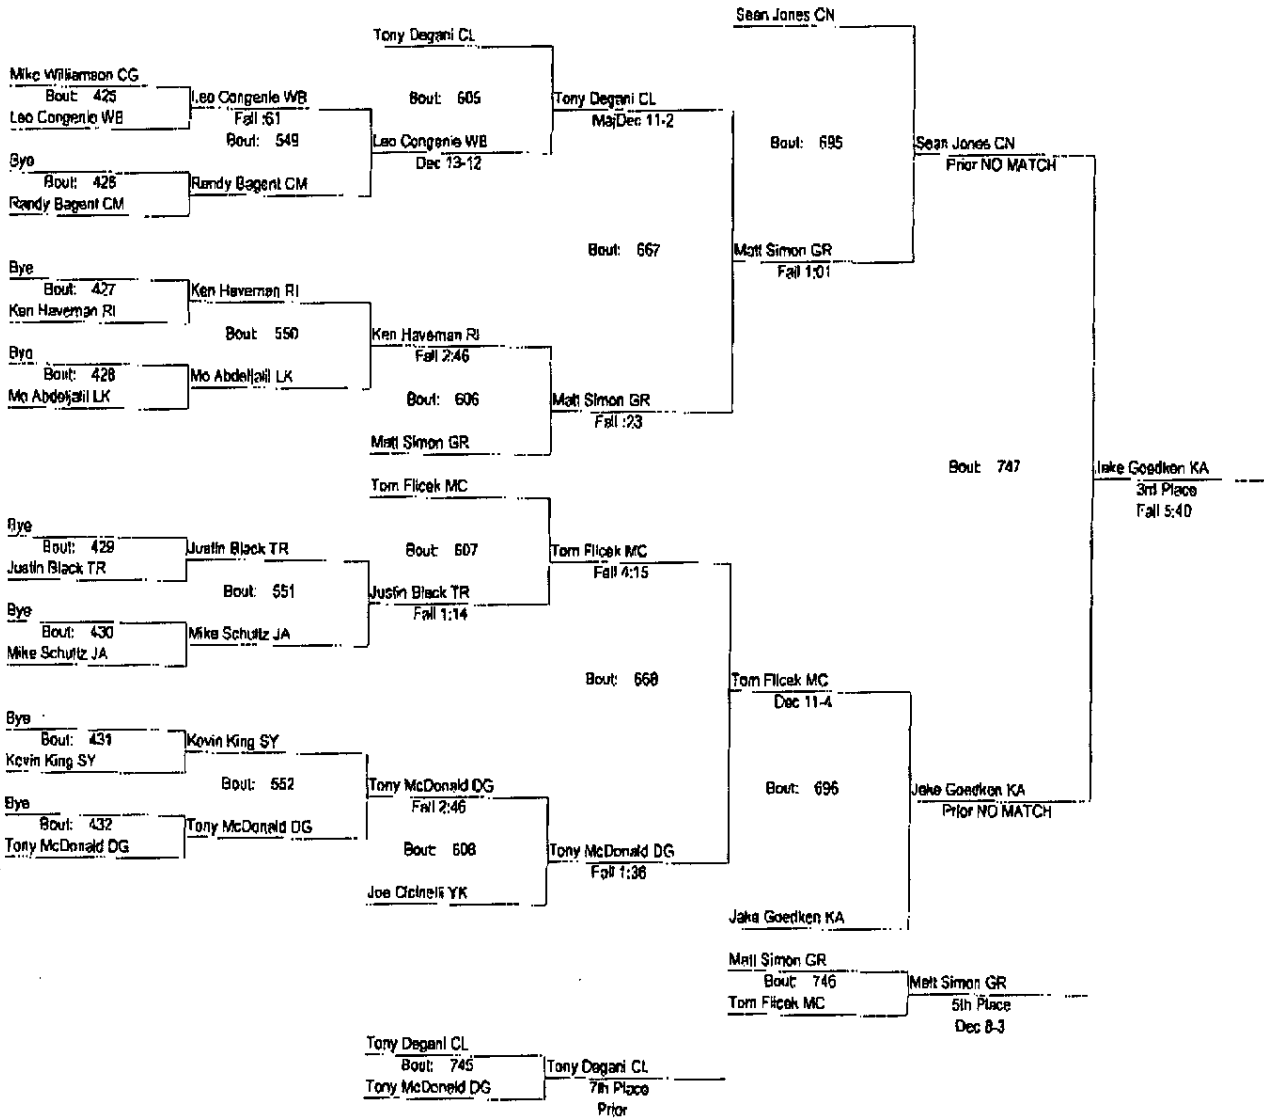 Sean Jones CN
Tony Degani CL
Mike Williamson CG
Bout: 425
Leo Congenie WB
Leo Congenie WB
Fall :61
Bout: 549
Bout: 605
Tony Degani CL
MajDec 11-2
Leo Congenie WB
Dec 13-12
Bout: 695
Sean Jones CN
Prior NO MATCH
Bye
Bout: 426
Randy Bagent CM
Randy Bagent CM
Bout: 667
Matt Simon GR
Fall 1:01
Bye
Bout: 427
Ken Haveman RI
Ken Haveman RI
Bout: 550
Ken Haveman RI
Fall 2:46
Bye
Bout: 428
Mo Abdeljalil LK
Mo Abdeljalil LK
Bout: 606
Matt Simon GR
Fall :23
Matt Simon GR
Bout: 747
Jake Goedken KA
3rd Place
Fall 5:40
Tom Flicek MC
Bye
Bout: 429
Justin Black TR
Justin Black TR
Bout: 607
Tom Flicek MC
Fall 4:15
Bout: 551
Justin Black TR
Fall 1:14
Bye
Bout: 430
Mike Schultz JA
Mike Schultz JA
Bout: 668
Tom Flicek MC
Dec 11-4
Bye
Bout: 431
Kevin King SY
Kevin King SY
Bout: 552
Tony McDonald DG
Fall 2:46
Bout: 696
Jake Goedken KA
Prior NO MATCH
Bye
Bout: 432
Tony McDonald DG
Tony McDonald DG
Bout: 608
Tony McDonald DG
Fall 1:36
Joe Cicinelli YK
Jake Goedken KA
Matt Simon GR
Bout: 746
Tom Flicek MC
Matt Simon GR
5th Place
Dec 8-3
Tony Degani CL
Bout: 745
Tony McDonald DG
Tony Degani CL
7th Place
Prior